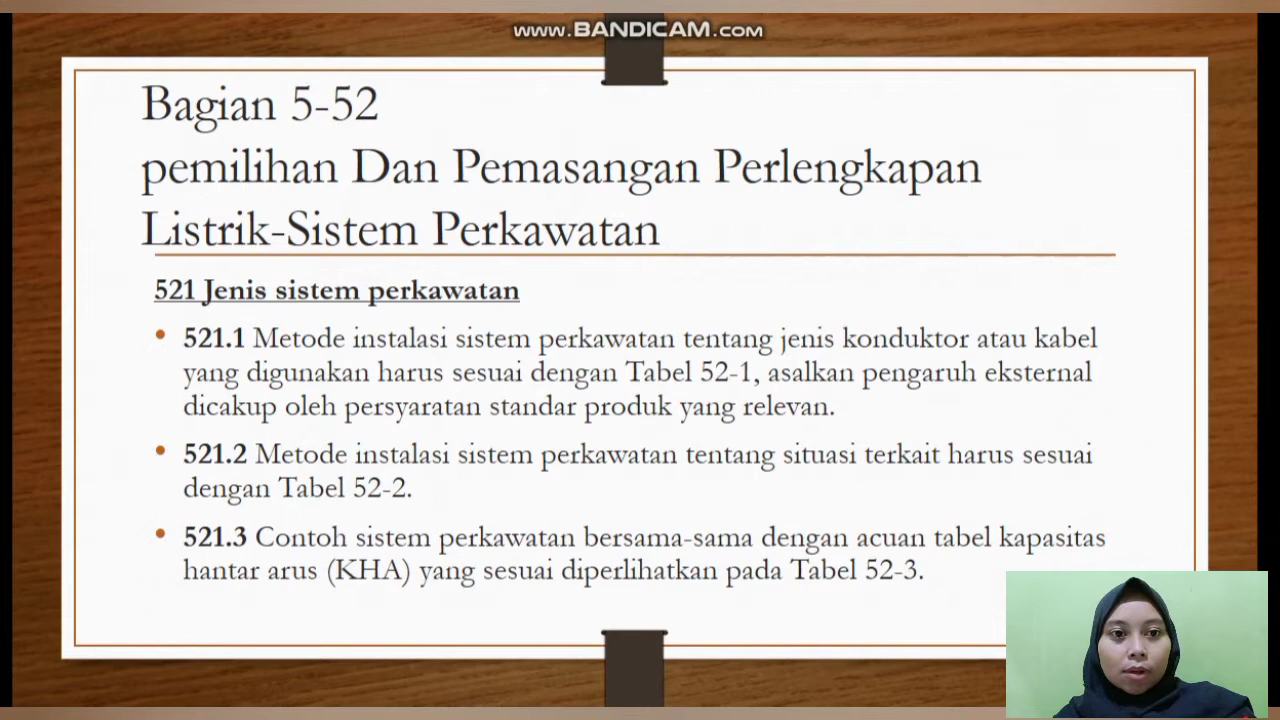 www.BANDICAM.com
Bagian 5-52
pemilihan Dan Pemasangan Perlengkapan
Listrik-Sistem Perkawatan
521 Jenis sistem perkawatan
• 521.1 Metode instalasi sistem perkawatan tentang jenis konduktor atau kabel
yang digunakan harus sesuai dengan Tabel 52-1, asalkan pengaruh eksternal
dicakup oleh persyaratan standar produk yang relevan.
• 521.2 Metode instalasi sistem perkawatan tentang situasi terkait harus sesuai
dengan Tabel 52-2.
• 521.3 Contoh sistem perkawatan bersama-sama dengan acuan tabel kapasitas
hantar arus (KHA) yang sesuai diperlihatkan pada Tabel 52-3.